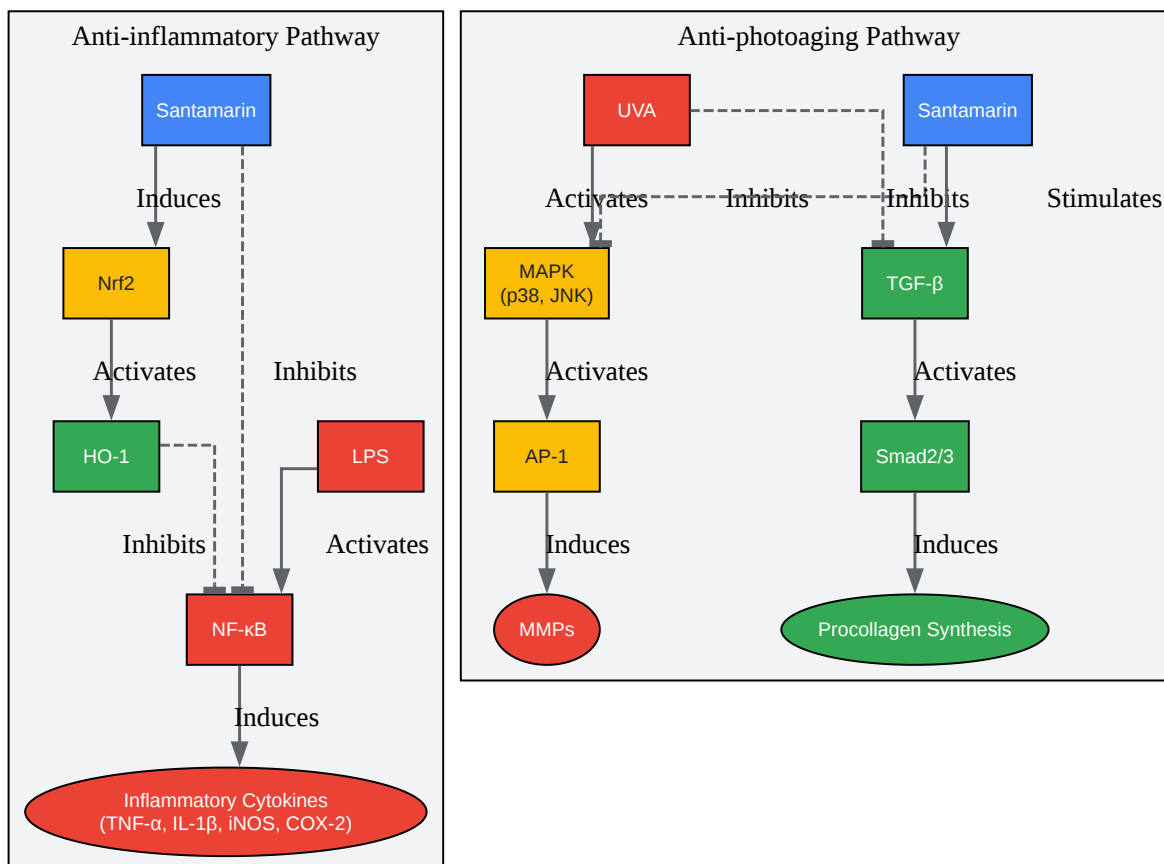 Anti-inflammatory Pathway
Santamarin
Induces
Nrf2
Activates
Inhibits
HO-1
LPS
Inhibits
Activates
NF-κB
Induces
Inflammatory Cytokines
(TNF-α, IL-1β, iNOS, COX-2)
Anti-photoaging Pathway
UVA
Santamarin
Activates
Inhibits
Inhibits
Stimulates
MAPK
(p38, JNK)
TGF-β
Activates
Activates
AP-1
Smad2/3
Induces
Induces
MMPs
Procollagen Synthesis